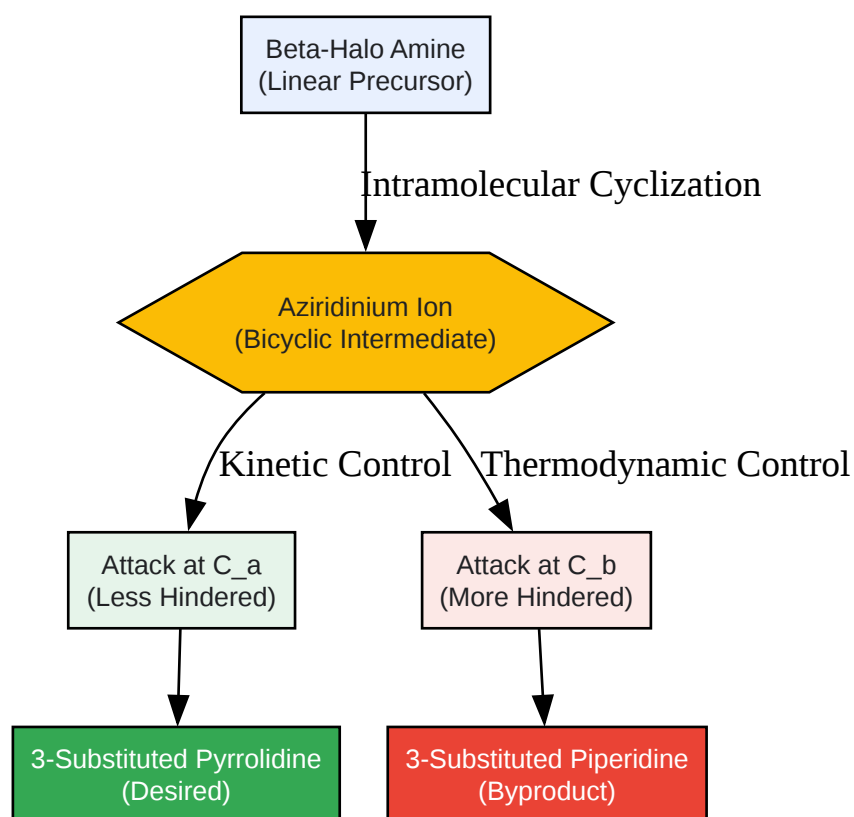 Beta-Halo Amine
(Linear Precursor)
Intramolecular Cyclization
Aziridinium Ion
(Bicyclic Intermediate)
Kinetic Control
Thermodynamic Control
Attack at C_a
(Less Hindered)
Attack at C_b
(More Hindered)
3-Substituted Pyrrolidine
(Desired)
3-Substituted Piperidine
(Byproduct)